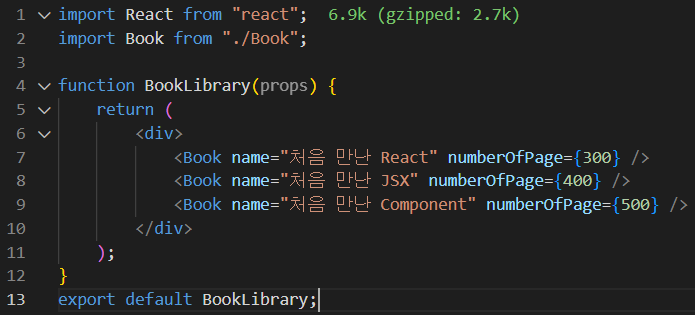 1 import React from "react"; 6.9k (gzipped: 2.7k)
2 import Book from "./Book";
3
4 function BookLibrary(props) {
5     return (
6         <div>
7             <Book name="처음 만난 React" numberOfPage={300} />
8             <Book name="처음 만난 JSX" numberOfPage={400} />
9             <Book name="처음 만난 Component" numberOfPage={500} />
10         </div>
11     );
12 }
13 export default BookLibrary;